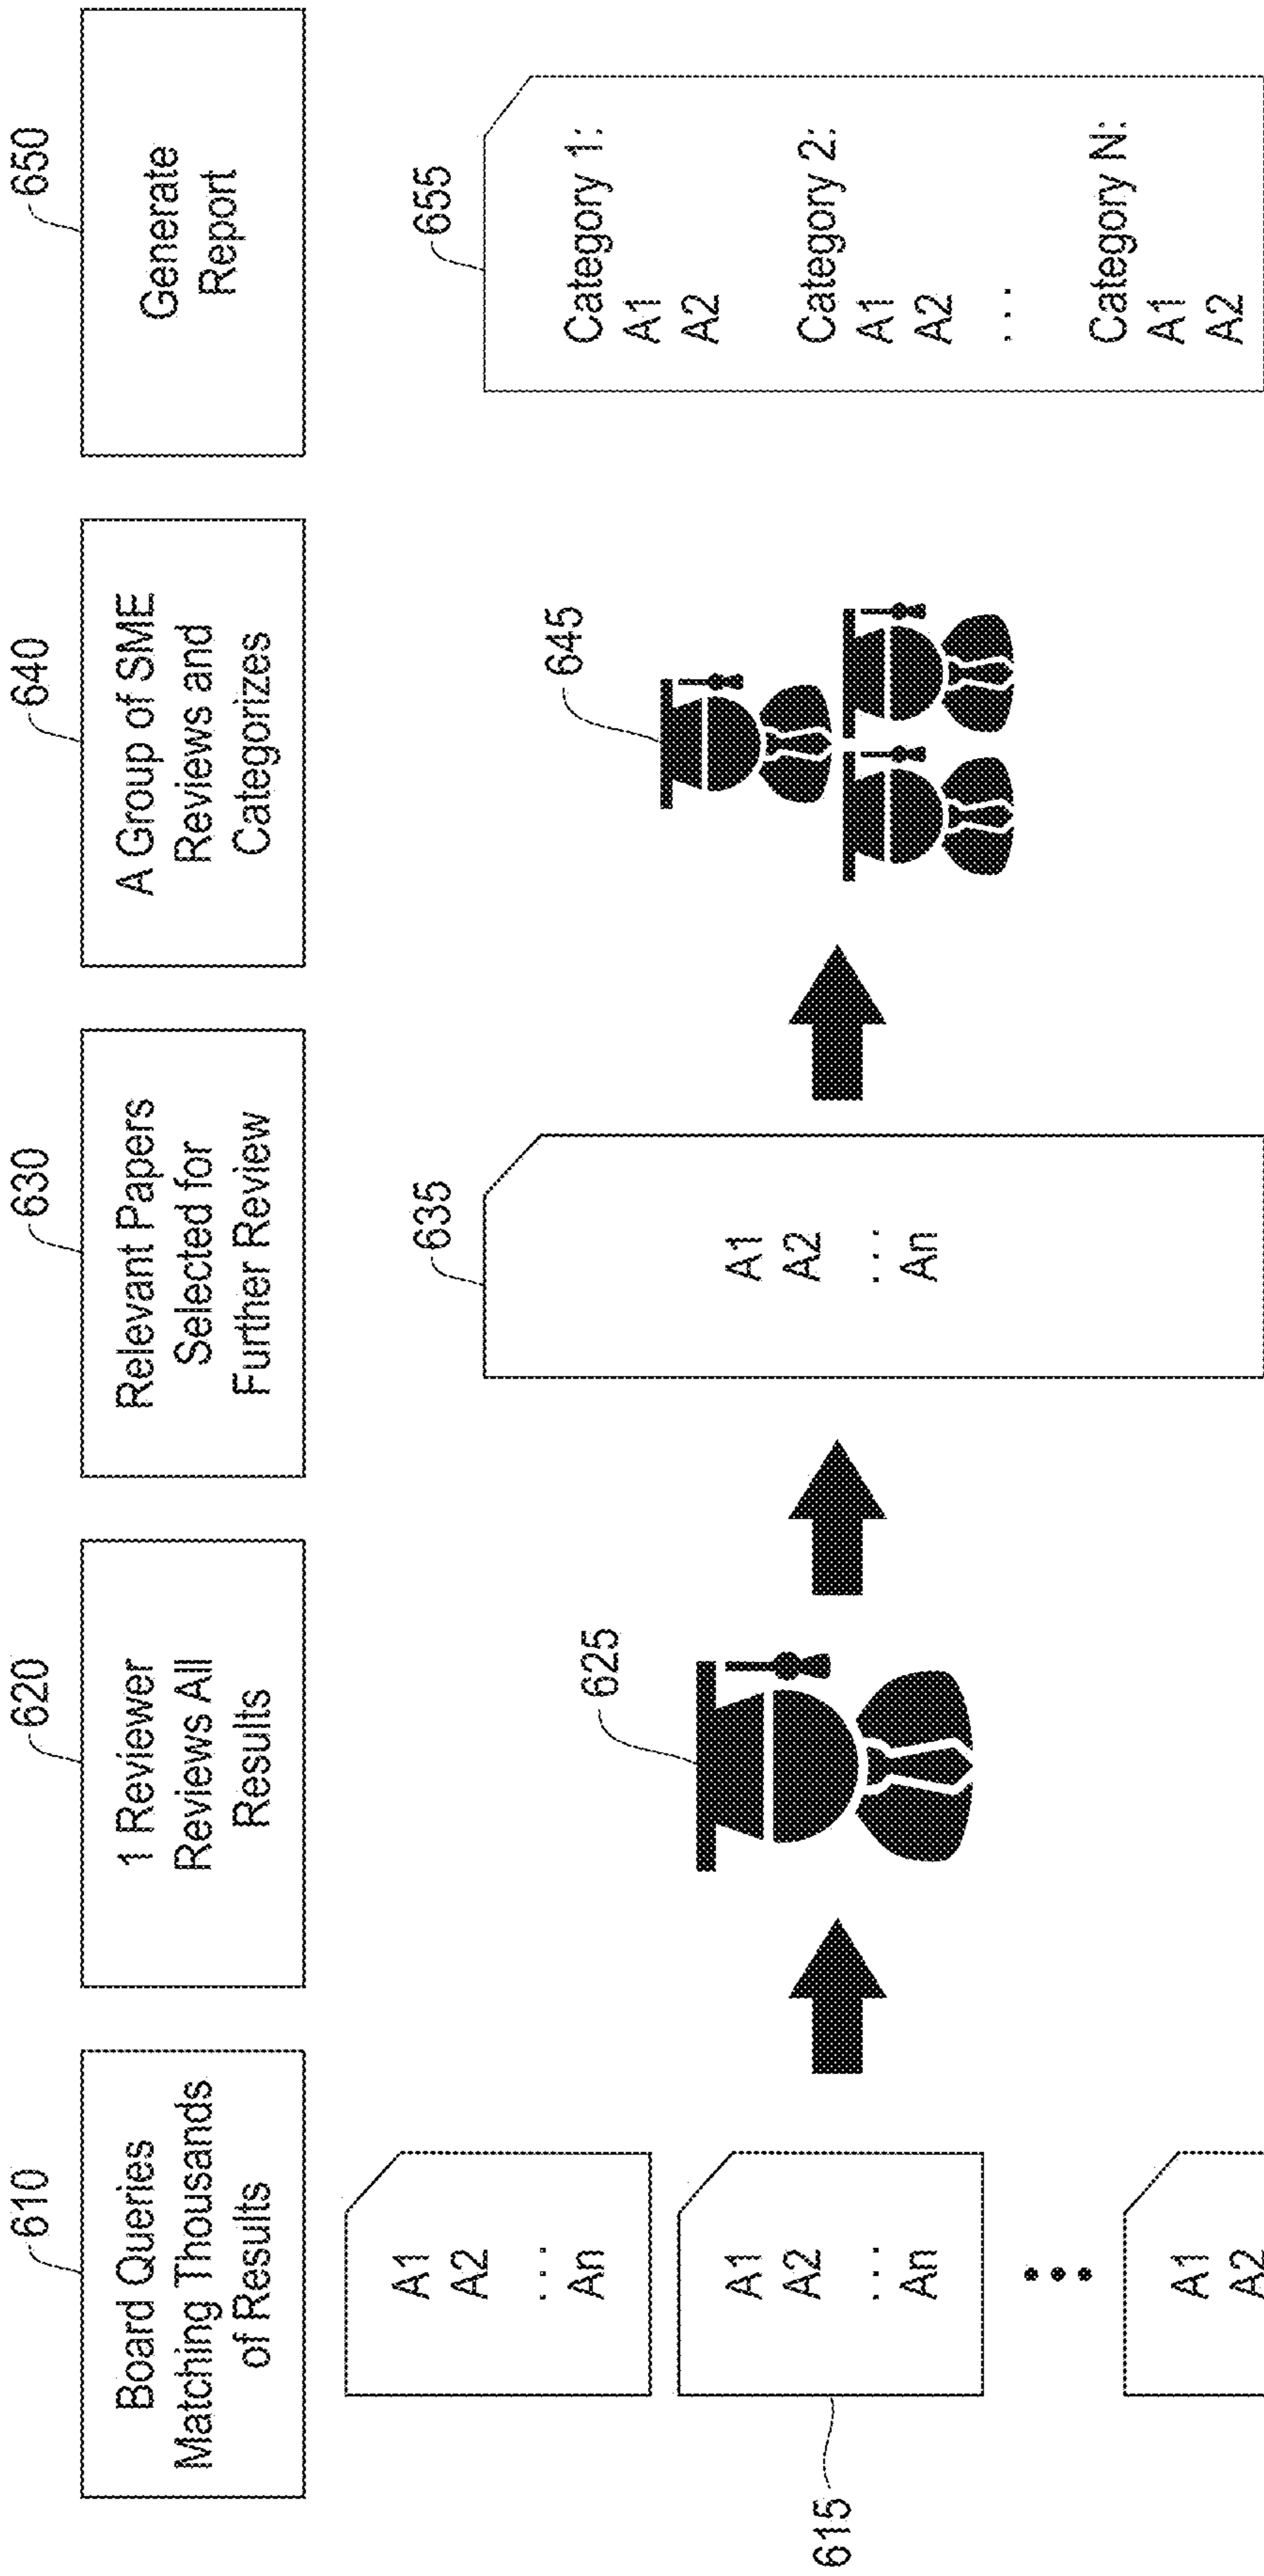 610
Board Queries
Matching Thousands
of Results
620
1 Reviewer
Reviews All
Results
630
Relevant Papers
Selected for
Further Review
640
A Group of SME
Reviews and
Categorizes
650
Generate
Report
A1
A2
...
An
615
A1
A2
...
An
A1
A2
625
635
A1
A2
...
An
645
655
Category 1:
A1
A2
Category 2:
A1
A2
...
Category N:
A1
A2